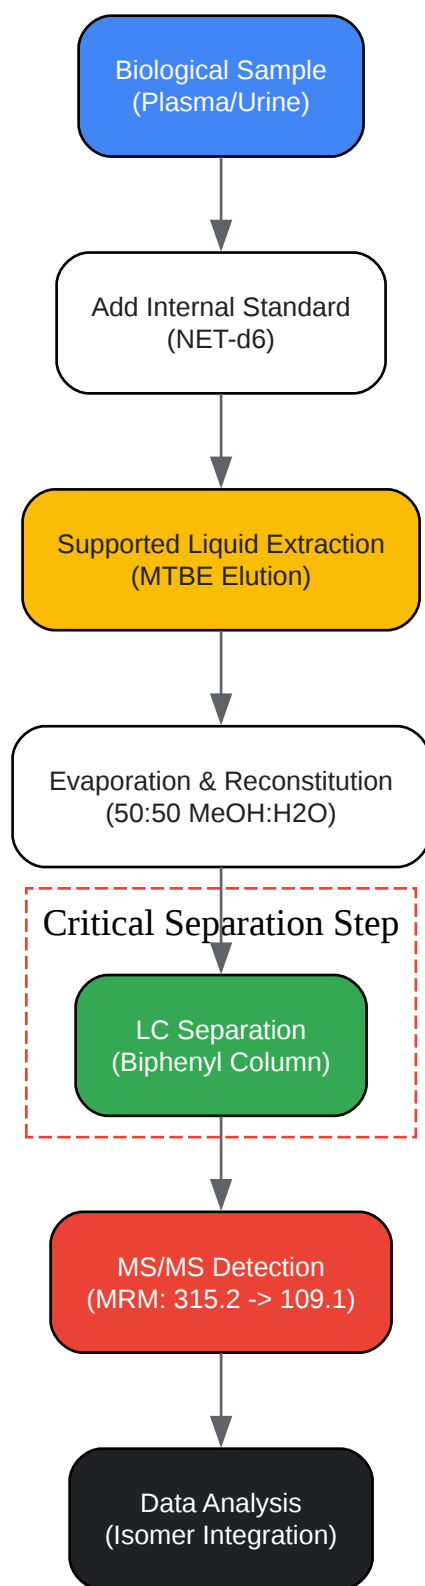 Biological Sample
(Plasma/Urine)
Add Internal Standard
(NET-d6)
Supported Liquid Extraction
(MTBE Elution)
Evaporation & Reconstitution
(50:50 MeOH:H2O)
Critical Separation Step
LC Separation
(Biphenyl Column)
MS/MS Detection
(MRM: 315.2 -> 109.1)
Data Analysis
(Isomer Integration)